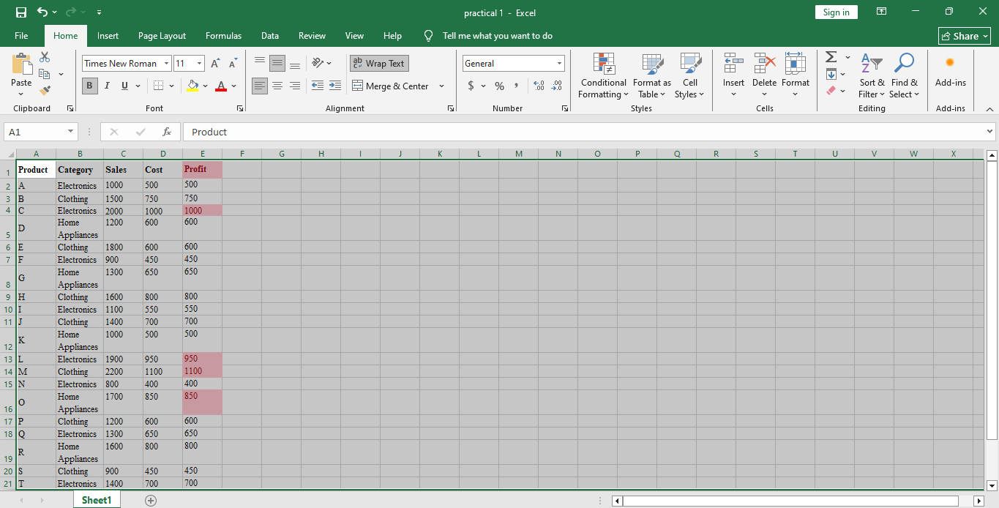 practical 1 - Excel
Sign in
File Home Insert Page Layout Formulas Data Review View Help Tell me what you want to do
Share
Paste
Clipboard
Times New Roman 11 A A
B I U A
Font
ab Wrap Text
Merge & Center
Alignment
General
$ % ,
Number
Conditional Formatting
Format as Table
Cell Styles
Styles
Insert Delete Format
Cells
Sort & Filter
Find & Select
Editing
Add-ins
Add-ins
A1 fx Product
A B C D E F G H I J K L M N O P Q R S T U V W X
1 Product Category Sales Cost Profit
2 A Electronics 1000 500 500
3 B Clothing 1500 750 750
4 C Electronics 2000 1000 1000
5 D Home Appliances 1200 600 600
6 E Clothing 1800 600 600
7 F Electronics 900 450 450
8 G Home Appliances 1300 650 650
9 H Clothing 1600 800 800
10 I Electronics 1100 550 550
11 J Clothing 1400 700 700
12 K Home Appliances 1000 500 500
13 L Electronics 1900 950 950
14 M Clothing 2200 1100 1100
15 N Electronics 800 400 400
16 O Home Appliances 1700 850 850
17 P Clothing 1200 600 600
18 Q Electronics 1300 650 650
19 R Home Appliances 1600 800 800
20 S Clothing 900 450 450
21 T Electronics 1400 700 700
Sheet1